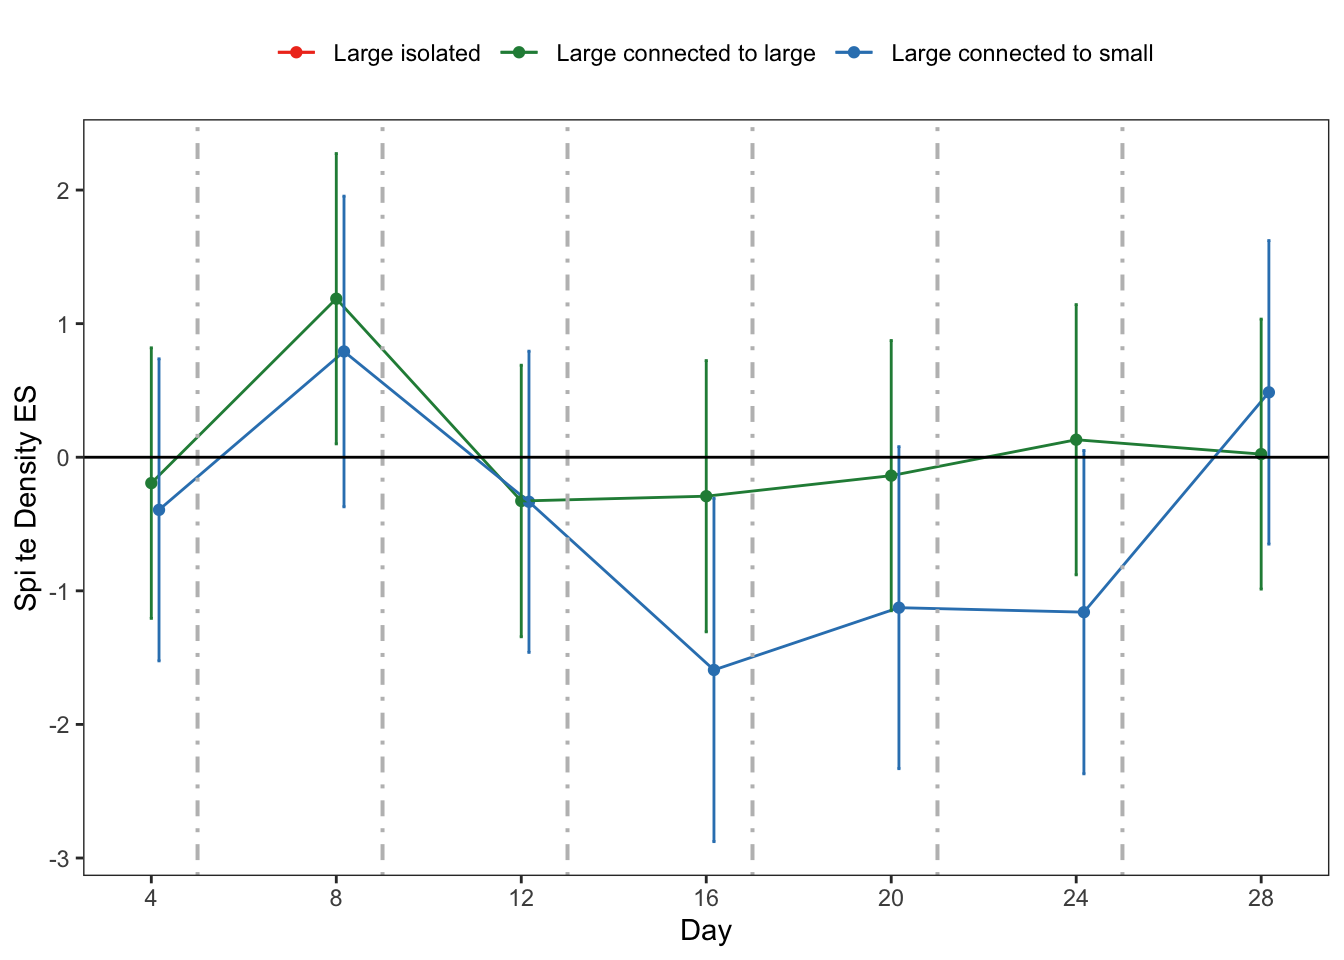 Large isolated Large connected to large Large connected to small
Spi te Density ES
2
1
0
-1
-2
-3
4 8 12 16 20 24 28
Day